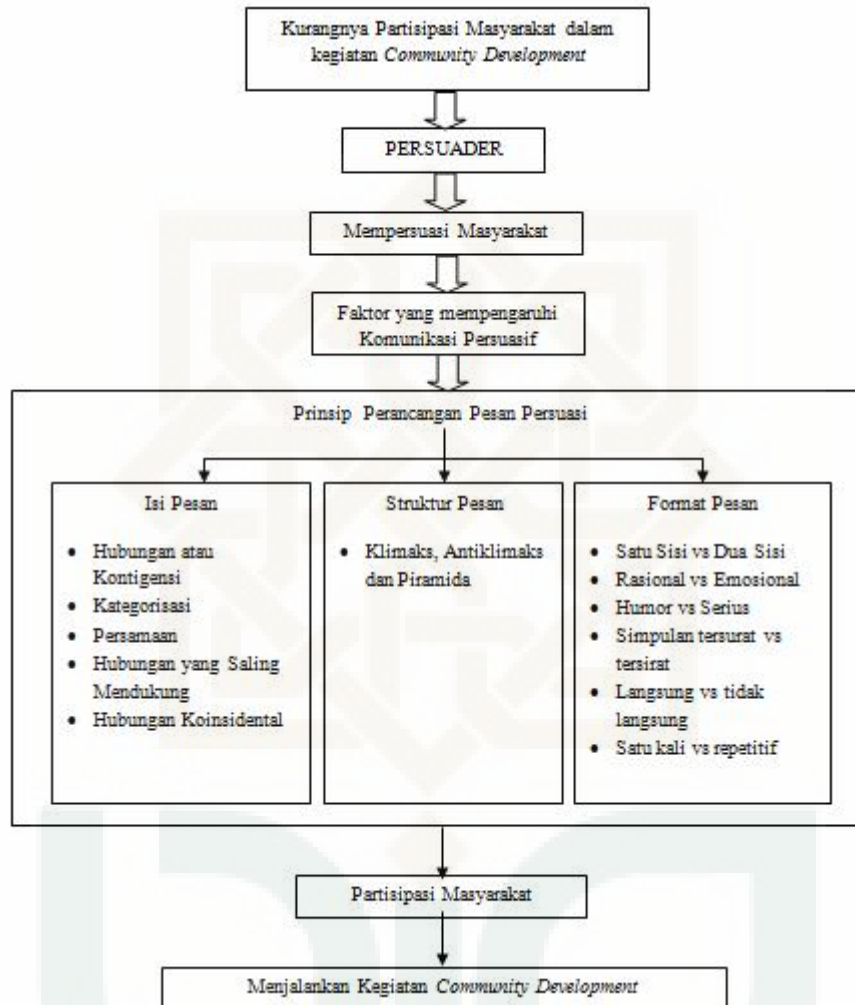 Kurangnya Partisipasi Masyarakat dalam
kegiatan Community Development
PERSUADER
Mempersuasi Masyarakat
Faktor yang mempengaruhi
Komunikasi Persuasif
Prinsip Perancangan Pesan Persuasi
Isi Pesan
• Hubungan atau
Kontigensi
• Kategorisasi
• Persamaan
• Hubungan yang Saling
Mendukung
• Hubungan Koinsidental
Struktur Pesan
• Klimaks, Antiklimaks
dan Piramida
Format Pesan
• Satu Sisi vs Dua Sisi
• Rasional vs Emosional
• Humor vs Serius
• Simpulan tersurat vs
tersirat
• Langsung vs tidak
langsung
• Satu kali vs repetitif
Partisipasi Masyarakat
Menjalankan Kegiatan Community Development